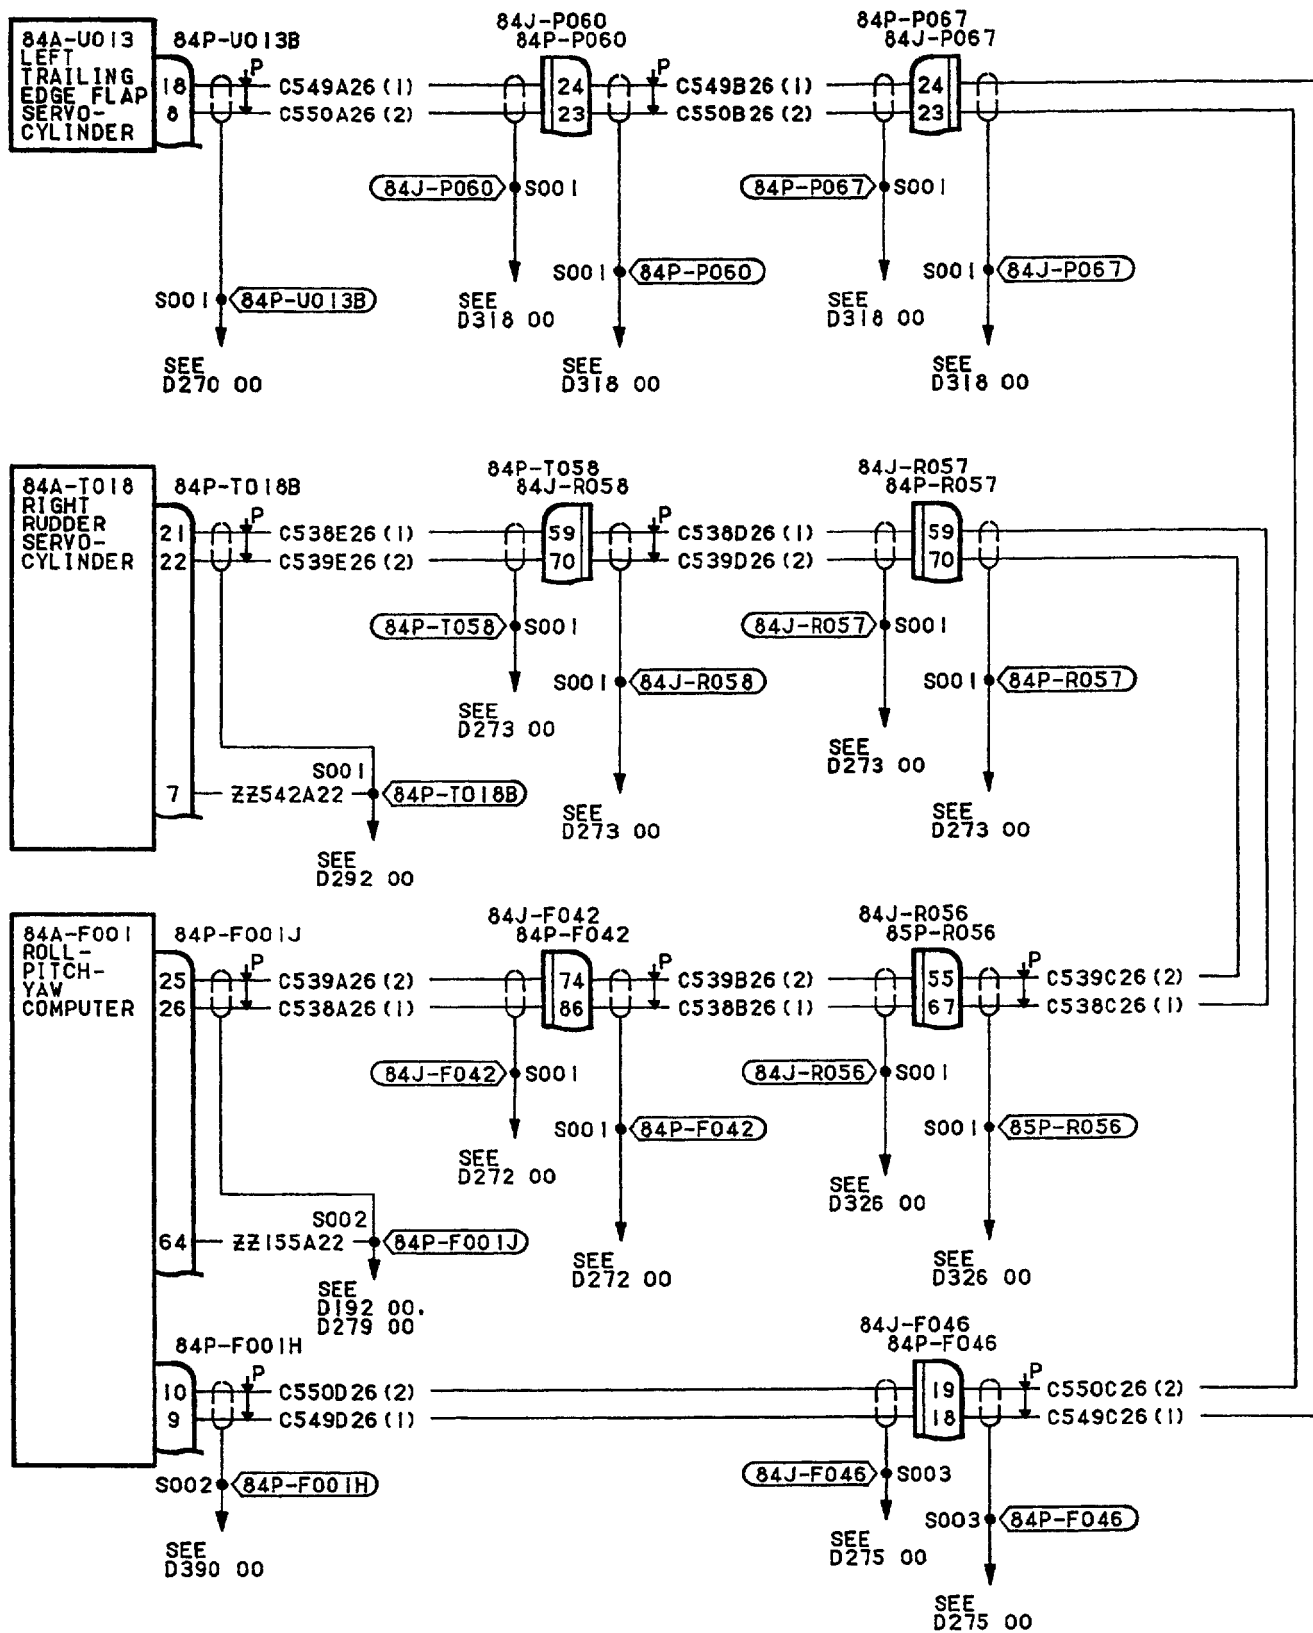 84J-P060
84P-P060
84P-P067
84J-P067
84A-U013
LEFT
TRAILING
EDGE FLAP
SERVO-
CYLINDER
84P-U013B
18
8
P
C549A26 (1)
C550A26 (2)
24
23
P
C549B26 (1)
C550B26 (2)
24
23
84J-P060
S001
84P-P067
S001
S001
84P-P060
S001
84J-P067
S001
84P-U013B
SEE
D318 00
SEE
D318 00
SEE
D270 00
SEE
D318 00
SEE
D318 00
84P-T058
84J-R058
84J-R057
84P-R057
84A-T018
RIGHT
RUDDER
SERVO-
CYLINDER
84P-T018B
21
22
P
C538E26 (1)
C539E26 (2)
59
70
P
C538D26 (1)
C539D26 (2)
59
70
84P-T058
S001
84J-R057
S001
S001
84J-R058
S001
84P-R057
SEE
D273 00
SEE
D273 00
S001
7
ZZ542A22
84P-T018B
SEE
D273 00
SEE
D273 00
SEE
D292 00
84J-F042
84P-F042
84J-R056
85P-R056
84A-F001
ROLL-
PITCH-
YAW
COMPUTER
84P-F001J
25
26
P
C539A26 (2)
C538A26 (1)
74
86
P
C539B26 (2)
C538B26 (1)
55
67
P
C539C26 (2)
C538C26 (1)
84J-F042
S001
84J-R056
S001
S001
84P-F042
S001
85P-R056
SEE
D272 00
SEE
D326 00
S002
64
ZZ155A22
84P-F001J
SEE
D272 00
SEE
D326 00
SEE
D192 00.
D279 00
84P-F001H
84J-F046
84P-F046
10
9
P
C550D26 (2)
C549D26 (1)
19
18
P
C550C26 (2)
C549C26 (1)
S002
84P-F001H
84J-F046
S003
S003
84P-F046
SEE
D390 00
SEE
D275 00
SEE
D275 00